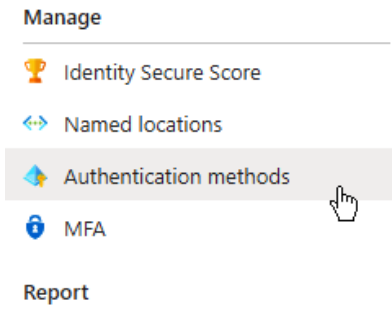 Manage
Identity Secure Score
Named locations
Authentication methods
MFA
Report